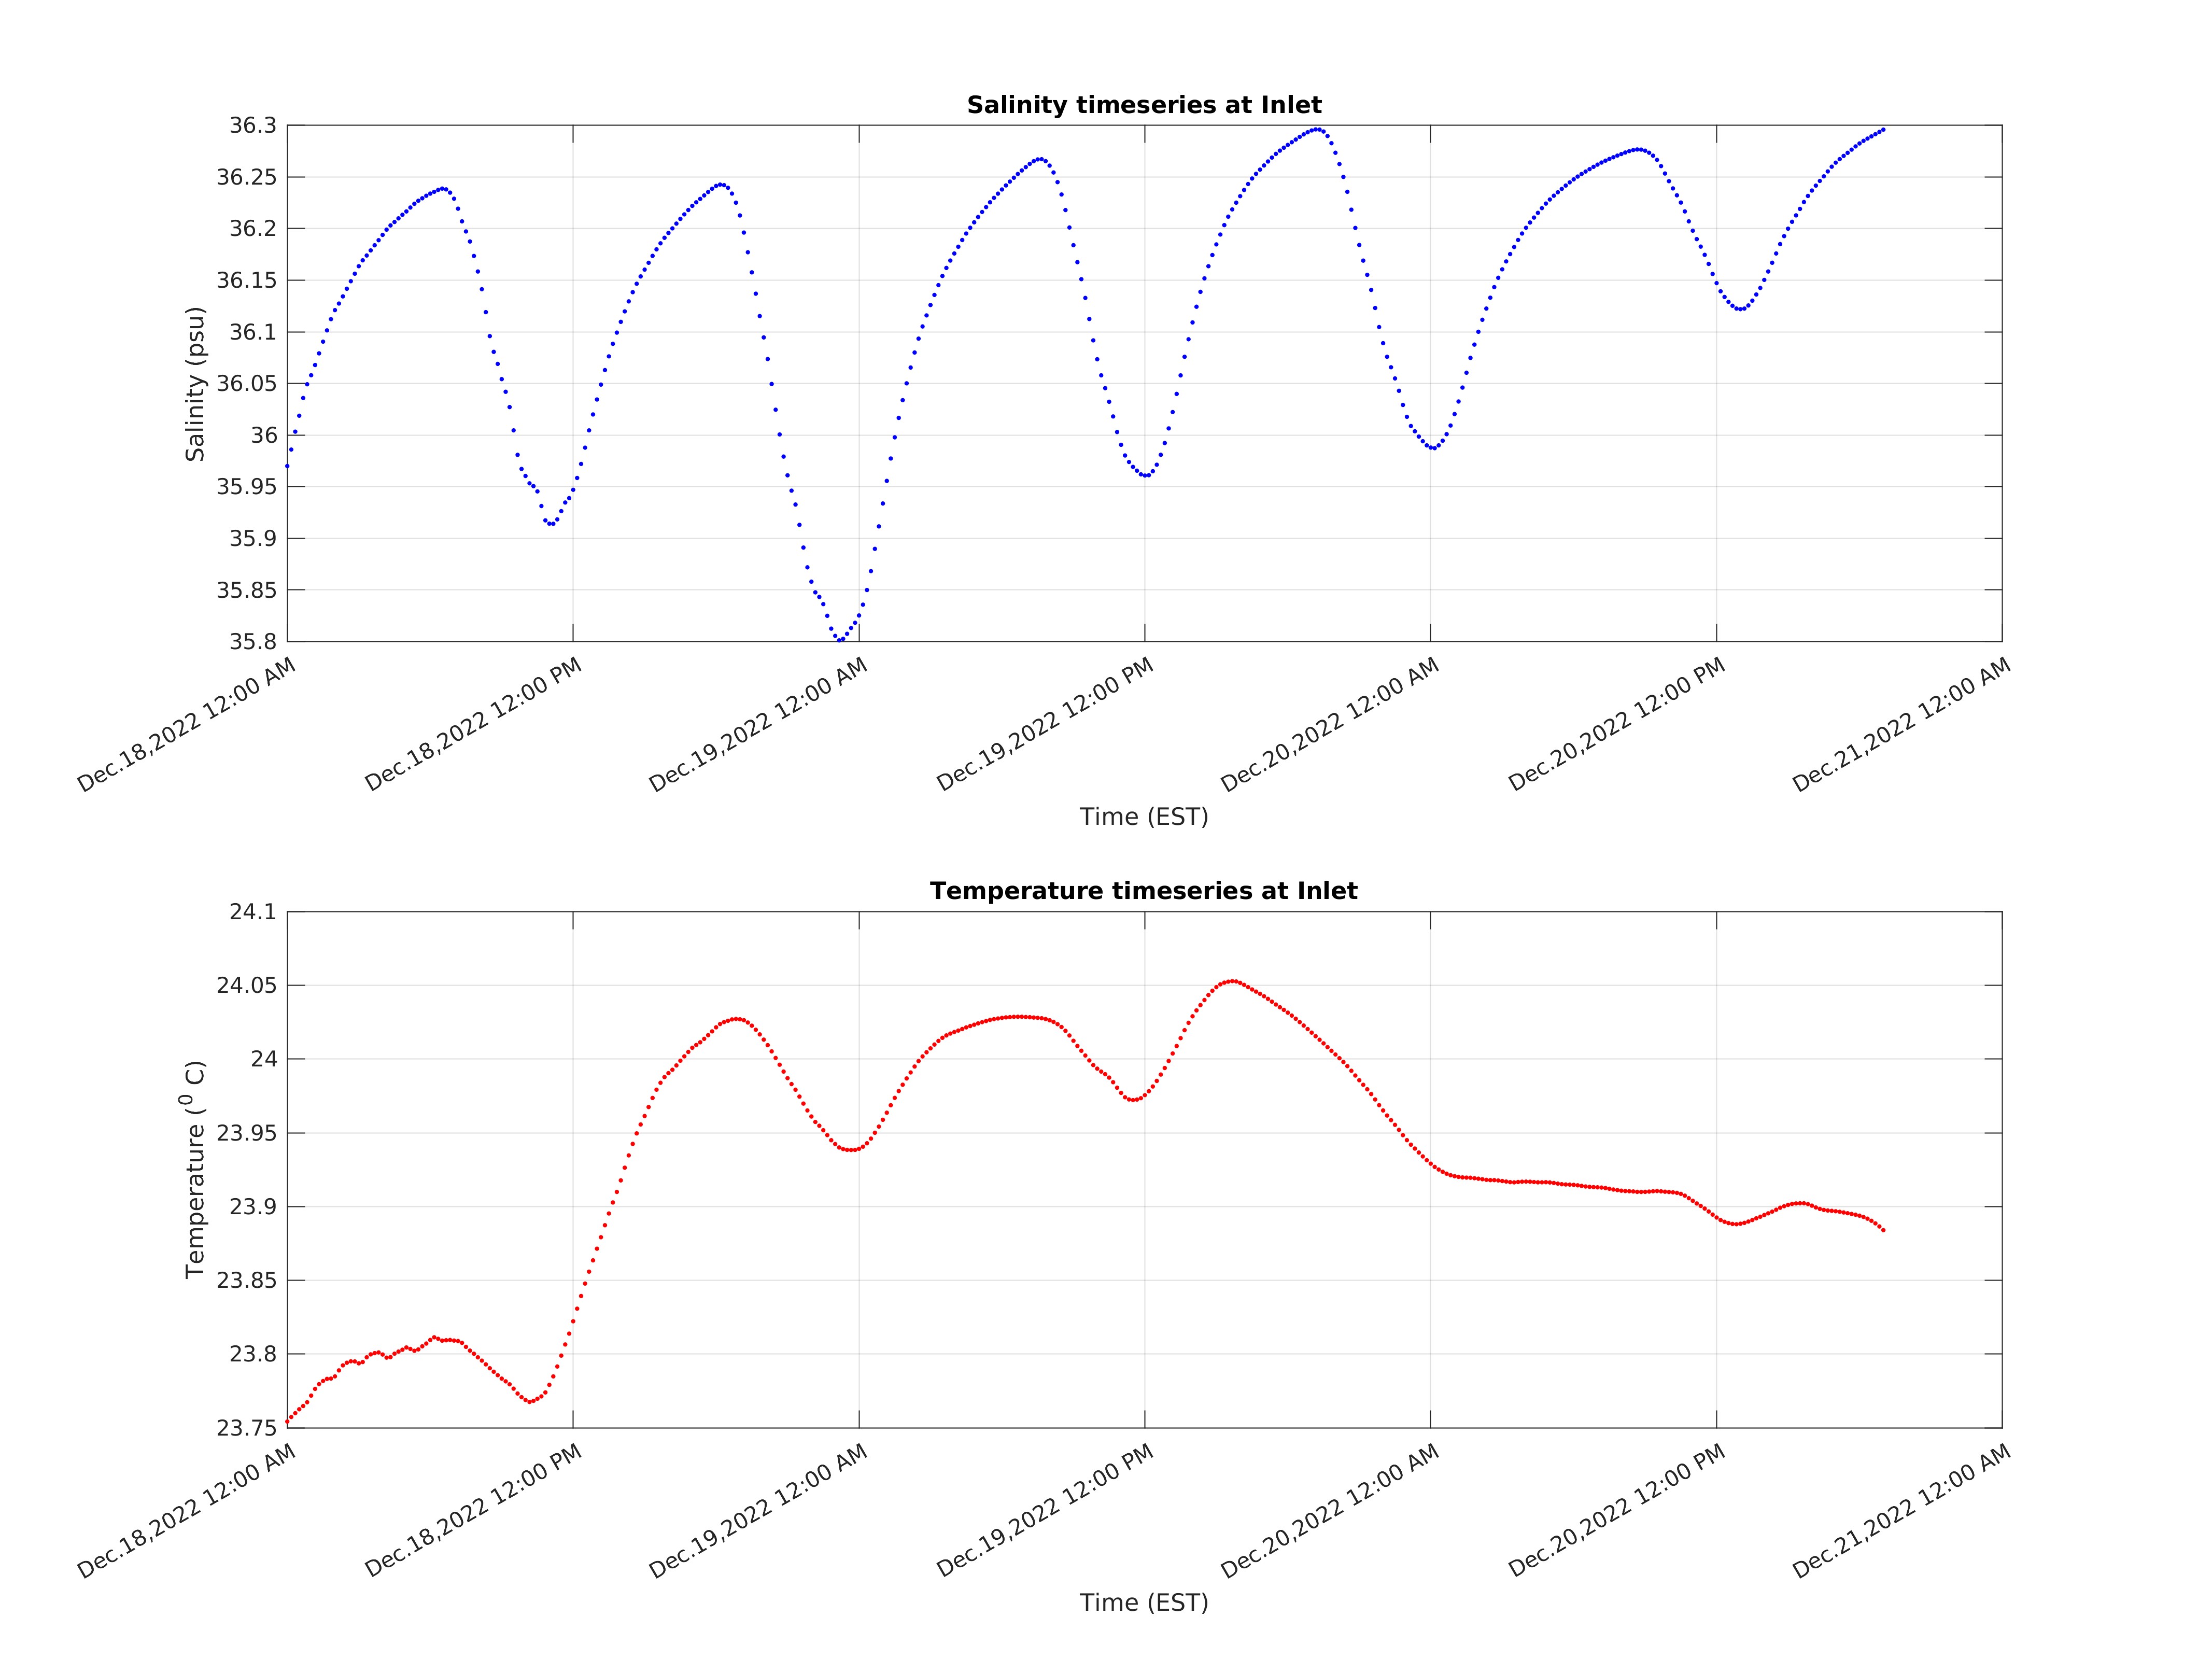 Salinity timeseries at Inlet
Salinity (psu)
36.3
36.25
36.2
36.15
36.1
36.05
36
35.95
35.9
35.85
35.8
Dec.18,2022 12:00 AM
Dec.18,2022 12:00 PM
Dec.19,2022 12:00 AM
Dec.19,2022 12:00 PM
Dec.20,2022 12:00 AM
Dec.20,2022 12:00 PM
Dec.21,2022 12:00 AM
Time (EST)
Temperature timeseries at Inlet
Temperature (⁰ C)
24.1
24.05
24
23.95
23.9
23.85
23.8
23.75
Dec.18,2022 12:00 AM
Dec.18,2022 12:00 PM
Dec.19,2022 12:00 AM
Dec.19,2022 12:00 PM
Dec.20,2022 12:00 AM
Dec.20,2022 12:00 PM
Dec.21,2022 12:00 AM
Time (EST)